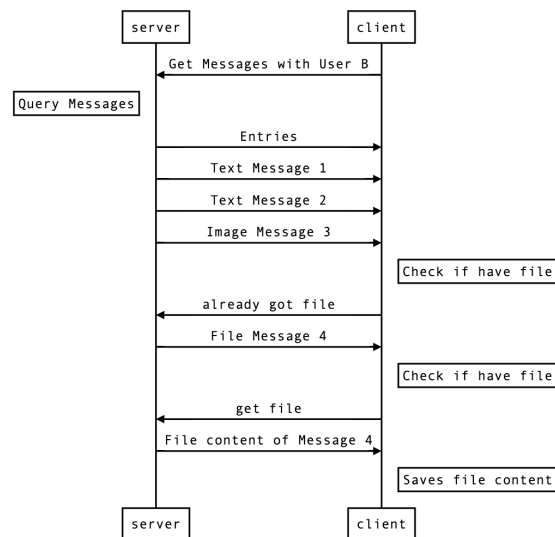 server client
Get Messages with User B
Query Messages
Entries
Text Message 1
Text Message 2
Image Message 3
Check if have file
already got file
File Message 4
Check if have file
get file
File content of Message 4
Saves file content
server client